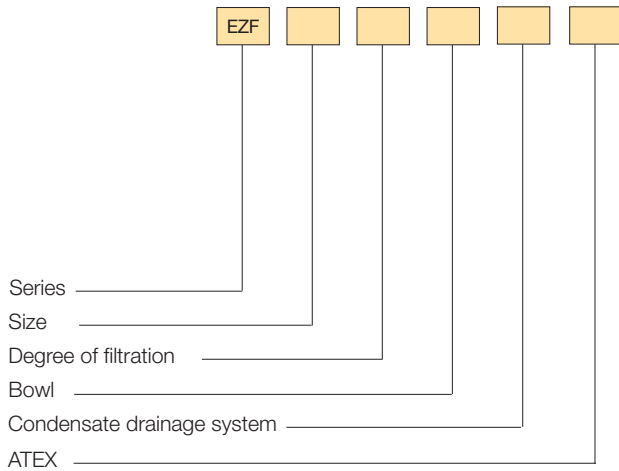 EZF
Series
Size
Degree of filtration
Bowl
Condensate drainage system
ATEX